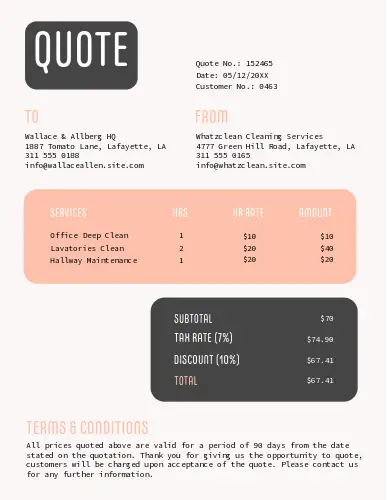 QUOTE
Quote No.: 152465
Date: 05/12/20XX
Customer No.: 0463
TO
Wallace & Allberg HQ
1887 Tomato Lane, Lafayette, LA
311 555 0188
info@wallaceallen.site.com
FROM
Whatzclean Cleaning Services
4777 Green Hill Road, Lafayette, LA
311 555 0165
info@whatzclean.site.com
SERVICES HRS HR RATE AMOUNT
Office Deep Clean 1 $10 $10
Lavatories Clean 2 $20 $40
Hallway Maintenance 1 $20 $20
SUBTOTAL $70
TAX RATE (7%) $74.90
DISCOUNT (10%) $67.41
TOTAL $67.41
TERMS & CONDITIONS
All prices quoted above are valid for a period of 90 days from the date
stated on the quotation. Thank you for giving us the opportunity to quote,
customers will be charged upon acceptance of the quote. Please contact us
for any further information.